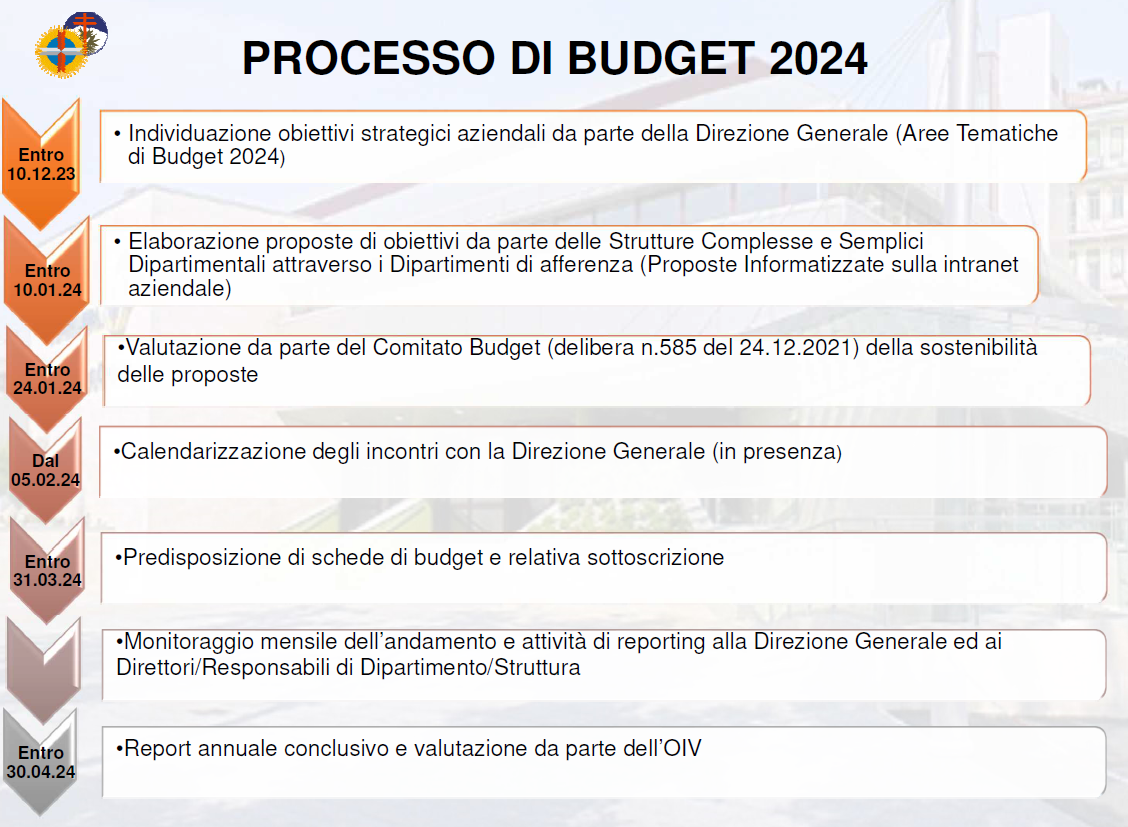 PROCESSO DI BUDGET 2024
Entro
10.12.23
• Individuazione obiettivi strategici aziendali da parte della Direzione Generale (Aree Tematiche
di Budget 2024)
Entro
10.01.24
• Elaborazione proposte di obiettivi da parte delle Strutture Complesse e Semplici
Dipartimentali attraverso i Dipartimenti di afferenza (Proposte Informatizzate sulla intranet
aziendale)
Entro
24.01.24
•Valutazione da parte del Comitato Budget (delibera n.585 del 24.12.2021) della sostenibilità
delle proposte
Dal
05.02.24
•Calendarizzazione degli incontri con la Direzione Generale (in presenza)
Entro
31.03.24
•Predisposizione di schede di budget e relativa sottoscrizione
•Monitoraggio mensile dell'andamento e attività di reporting alla Direzione Generale ed ai
Direttori/Responsabili di Dipartimento/Struttura
Entro
30.04.24
•Report annuale conclusivo e valutazione da parte dell'OIV